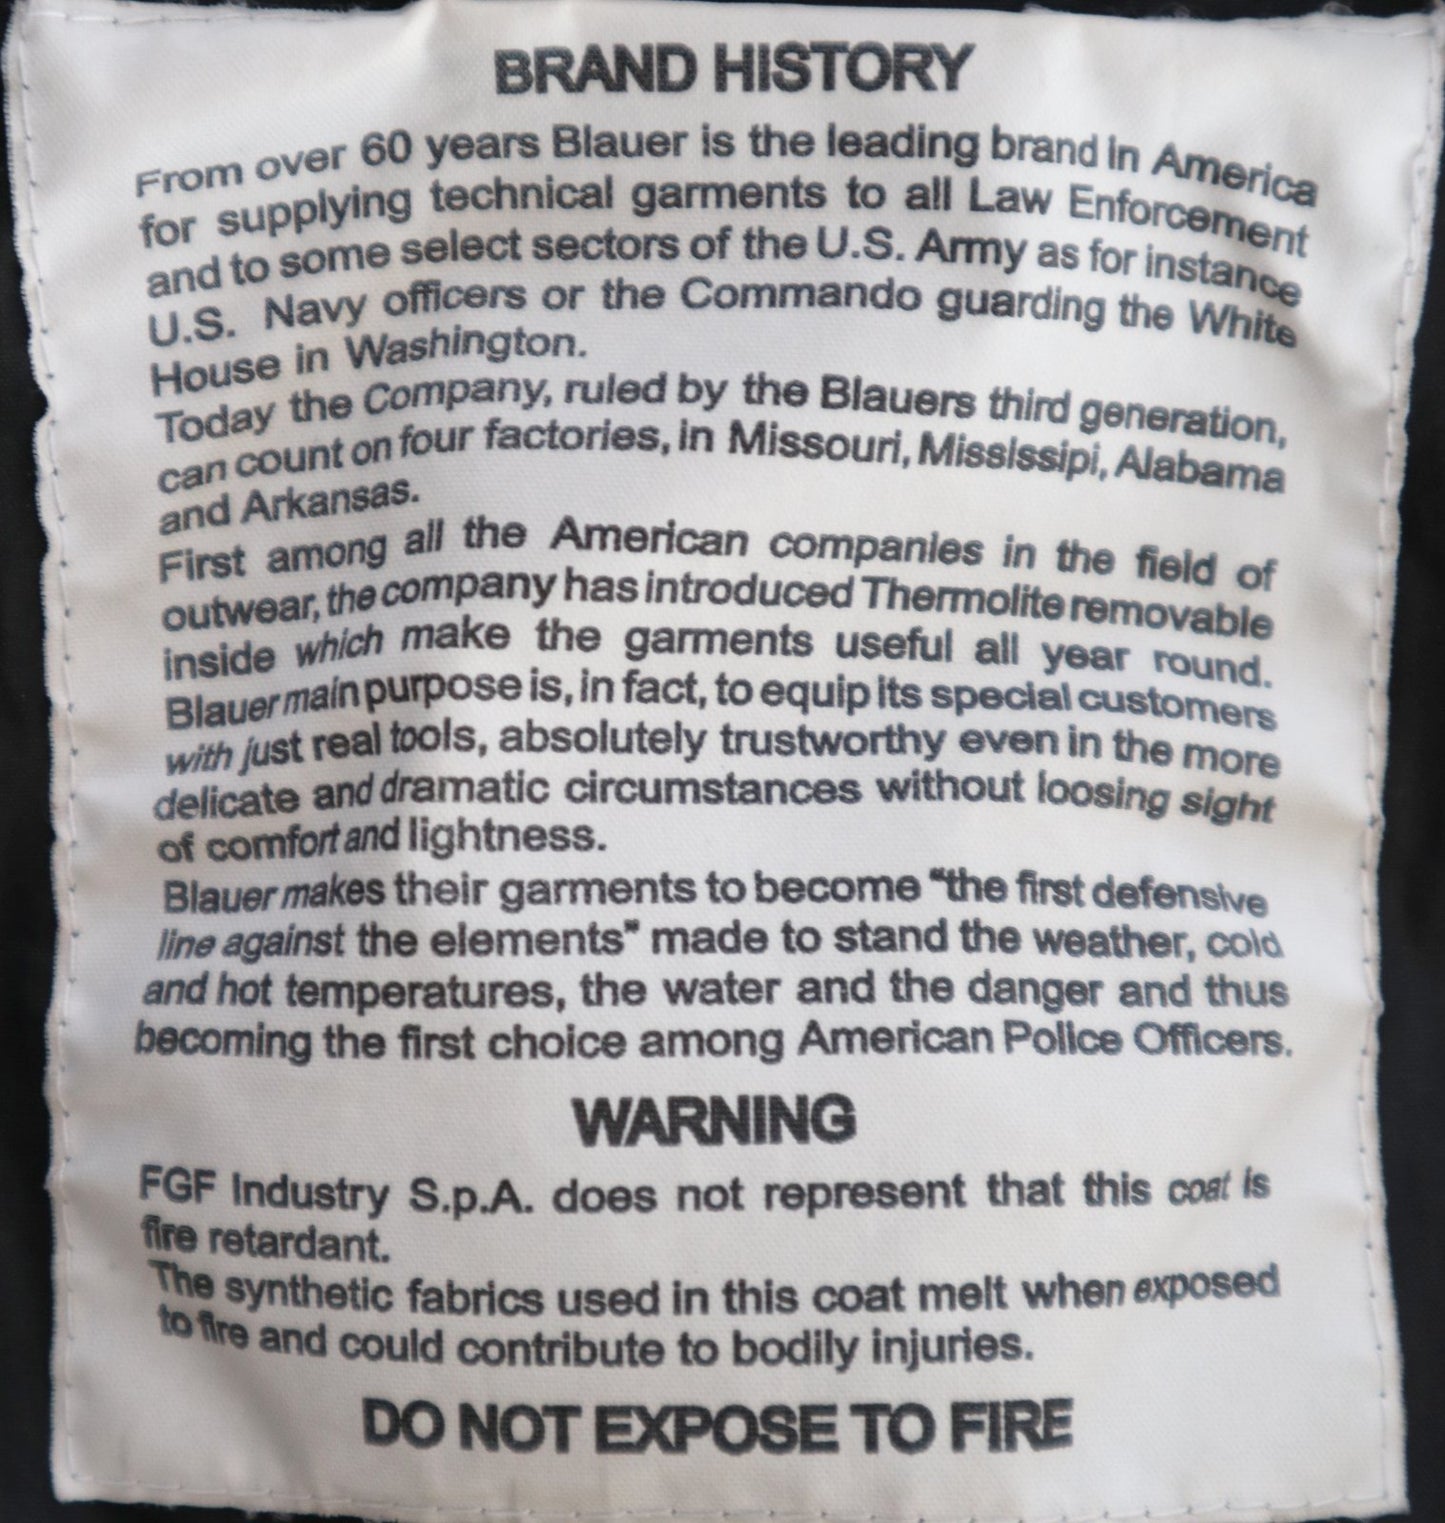 BRAND HISTORY
From over 60 years Blauer is the leading brand in America
for supplying technical garments to all Law Enforcement
and to some select sectors of the U.S. Army as for instance
U.S. Navy officers or the Commando guarding the White
House in Washington.
Today the Company, ruled by the Blauers third generation,
can count on four factories, in Missouri, Mississipi, Alabama
and Arkansas.
First among all the American companies in the field of
outwear, the company has introduced Thermolite removable
inside which make the garments useful all year round.
Blauer main purpose is, in fact, to equip its special customers
with just real tools, absolutely trustworthy even in the more
delicate and dramatic circumstances without loosing sight
of comfort and lightness.
Blauer makes their garments to become "the first defensive
line against the elements" made to stand the weather, cold
and hot temperatures, the water and the danger and thus
becoming the first choice among American Police Officers.
WARNING
FGF Industry S.p.A. does not represent that this coat is
fire retardant.
The synthetic fabrics used in this coat melt when exposed
to fire and could contribute to bodily injuries.
DO NOT EXPOSE TO FIRE